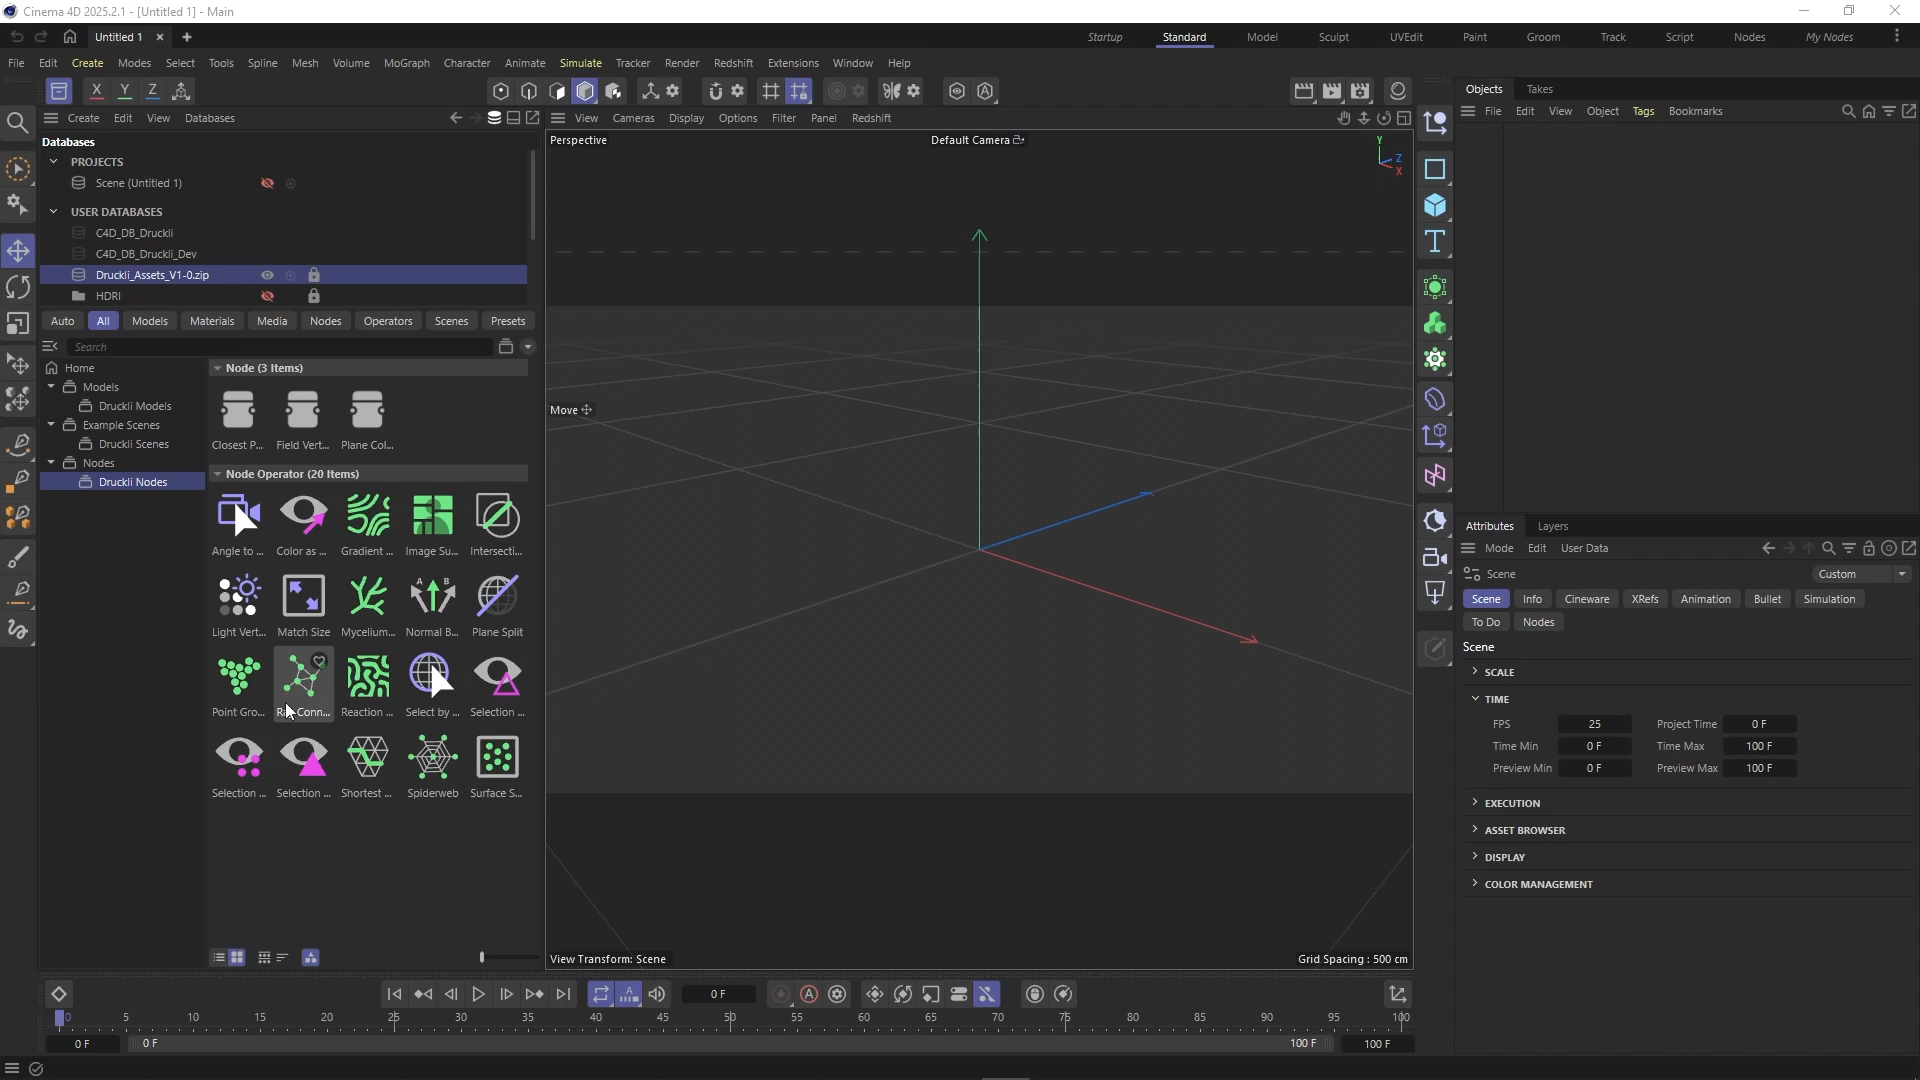 Cinema 4D 2025.2.1 - [Untitled 1] - Main
Untitled 1
Startup Standard Model Sculpt UVEdit Paint Groom Track Script Nodes My Nodes
File Edit Create Modes Select Tools Spline Mesh Volume MoGraph Character Animate Simulate Tracker Render Redshift Extensions Window Help
X Y Z
Objects Takes
File Edit View Object Tags Bookmarks
Create Edit View Databases
View Cameras Display Options Filter Panel Redshift
Databases
PROJECTS
Scene (Untitled 1)
USER DATABASES
C4D_DB_Druckli
C4D_DB_Druckli_Dev
Druckli_Assets_V1-0.zip
HDRI
Auto All Models Materials Media Nodes Operators Scenes Presets
Search
Home
Models
Druckli Models
Example Scenes
Druckli Scenes
Nodes
Druckli Nodes
Node (3 Items)
Closest P... Field Vert... Plane Col...
Node Operator (20 Items)
Angle to ... Color as ... Gradient ... Image Su... Intersecti...
Light Vert... Match Size Mycelium... Normal B... Plane Split
A B
Point Gro... Conn... Reaction ... Select by ... Selection ...
Selection ... Selection ... Shortest ... Spiderweb Surface S...
Perspective
Default Camera
Y
Z
X
Move
View Transform: Scene
Grid Spacing : 500 cm
Attributes Layers
Mode Edit User Data
Scene
Custom
Scene Info Cineware XRefs Animation Bullet Simulation
To Do Nodes
Scene
SCALE
TIME
FPS 25 Project Time 0 F
Time Min 0 F Time Max 100 F
Preview Min 0 F Preview Max 100 F
EXECUTION
ASSET BROWSER
DISPLAY
COLOR MANAGEMENT
0 F
0 5 10 15 20 25 30 35 40 45 50 55 60 65 70 75 80 85 90 95 100
0 F 0 F 100 F 100 F